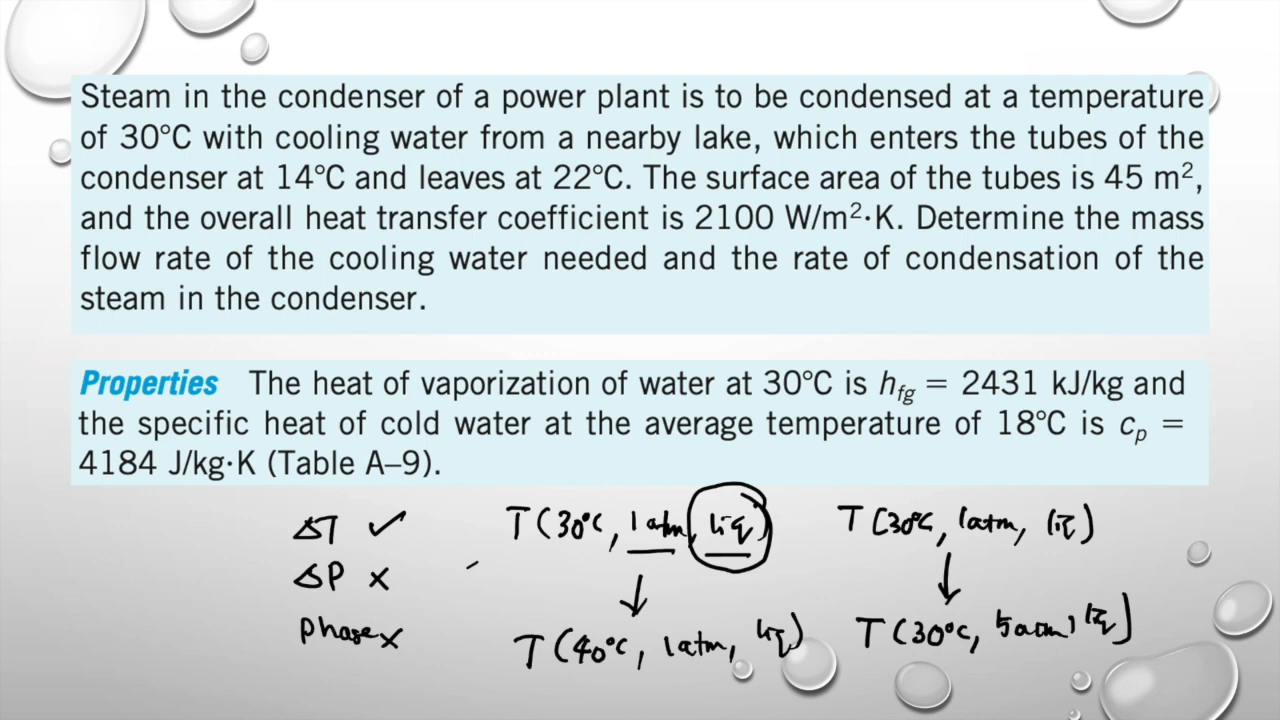 Steam in the condenser of a power plant is to be condensed at a temperature
of 30°C with cooling water from a nearby lake, which enters the tubes of the
condenser at 14°C and leaves at 22°C. The surface area of the tubes is 45 m²,
and the overall heat transfer coefficient is 2100 W/m²·K. Determine the mass
flow rate of the cooling water needed and the rate of condensation of the
steam in the condenser.
Properties The heat of vaporization of water at 30°C is hfg = 2431 kJ/kg and
the specific heat of cold water at the average temperature of 18°C is cp =
4184 J/kg·K (Table A–9).
ΔT ✓
ΔP ×
Phase ×
T(30°C, 1atm, liq)
↓
T(40°C, 1atm, liq)
T(30°C, 1atm, liq)
↓
T(30°C, 5atm, liq)